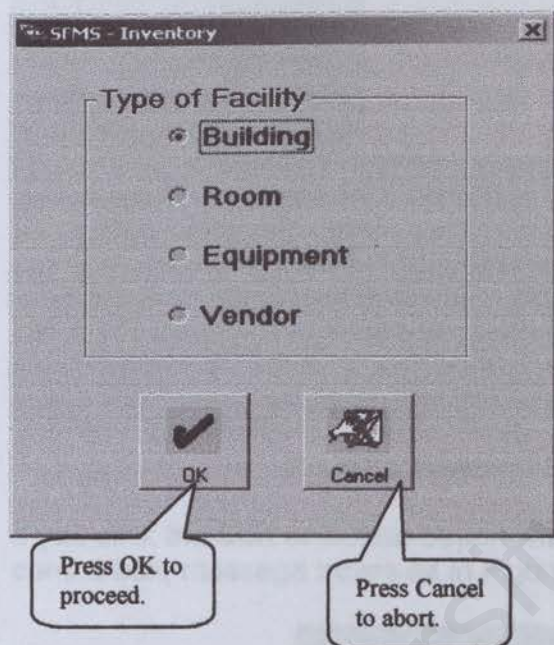 SFMS - Inventory
Type of Facility
Building
Room
Equipment
Vendor
OK
Cancel
Press OK to
proceed.
Press Cancel
to abort.